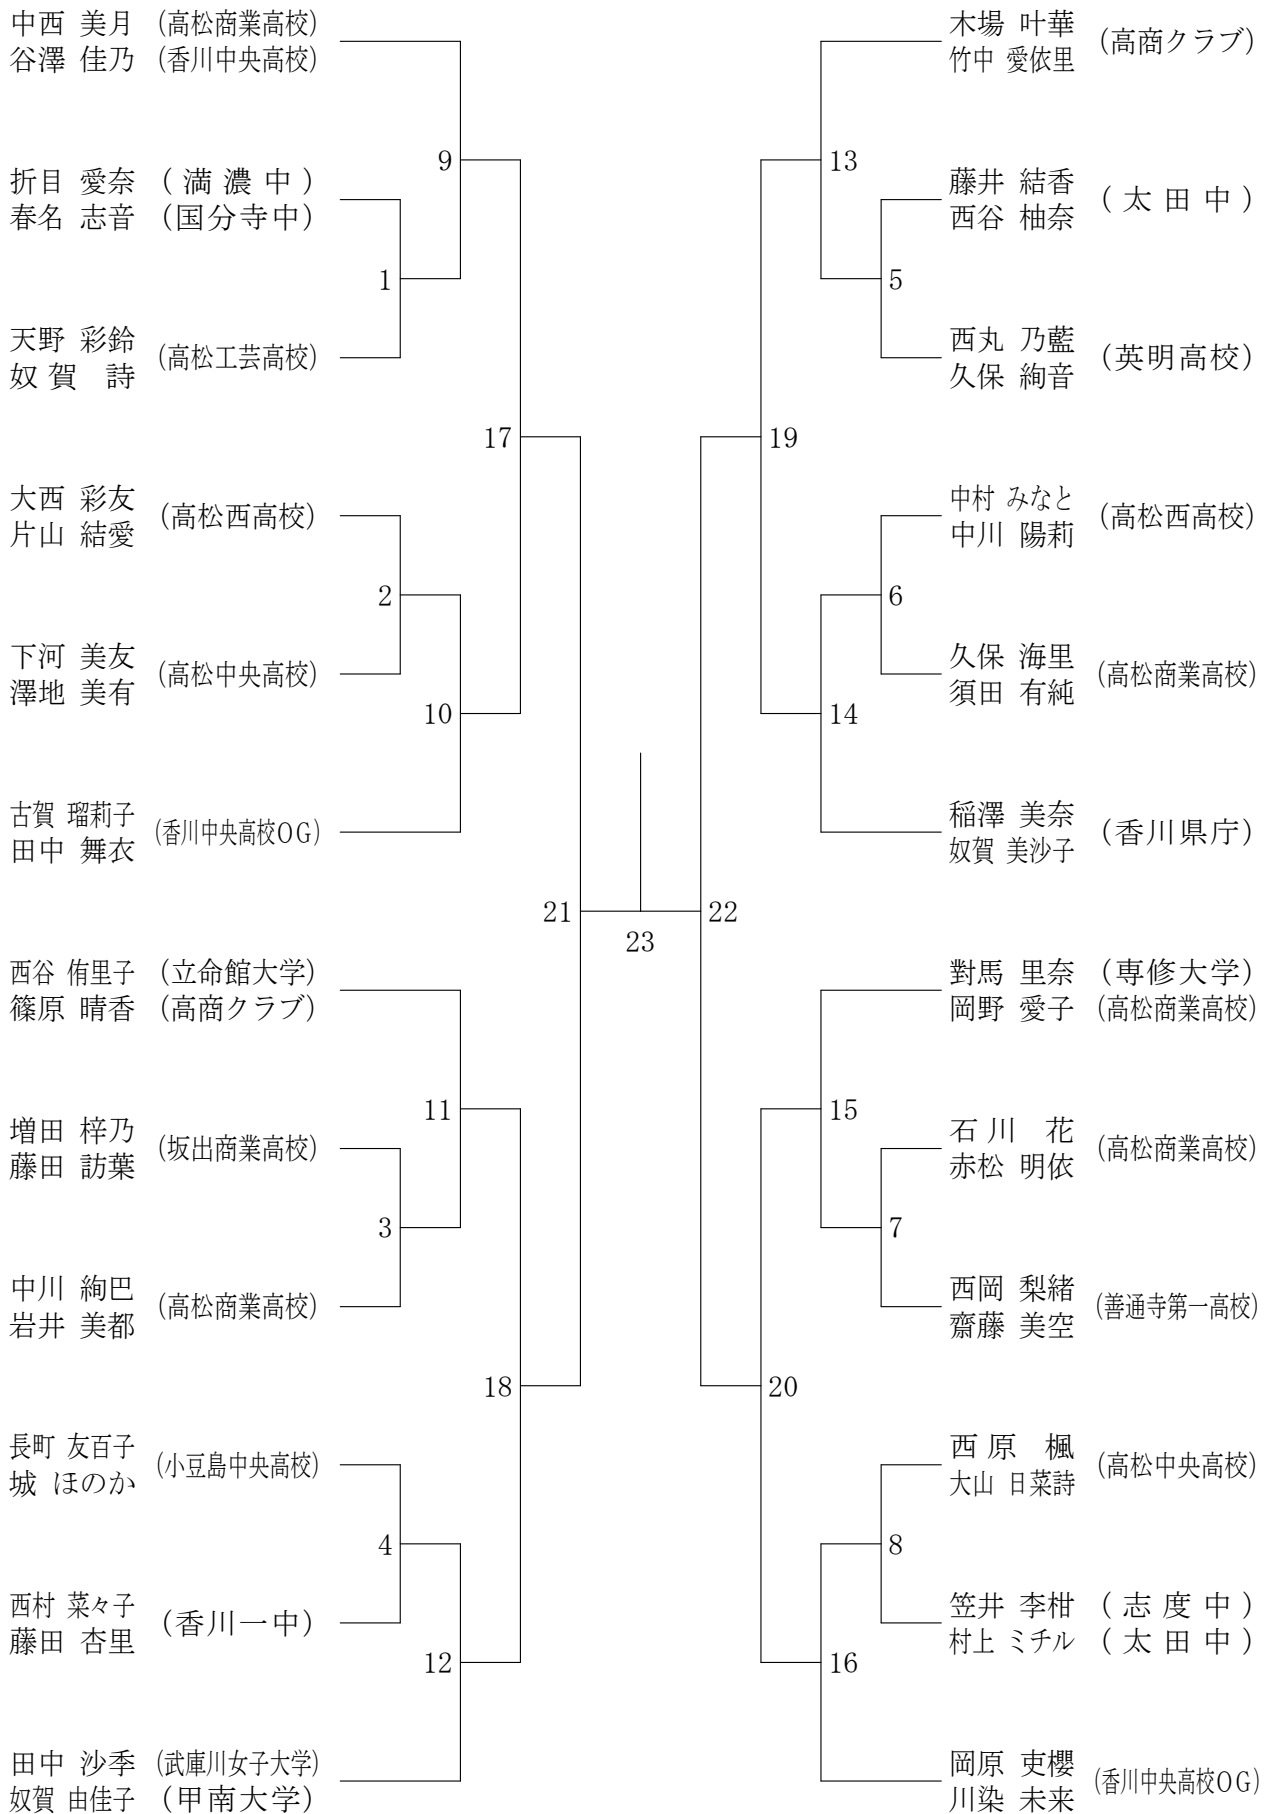 中西 美月 (高松商業高校)
谷澤 佳乃 (香川中央高校)
9
折目 愛奈 (満濃中)
春名 志音 (国分寺中)
1
天野 彩鈴
奴賀 詩
(高松工芸高校)
17
大西 彩友
片山 結愛
(高松西高校)
2
下河 美友
澤地 美有
(高松中央高校)
10
古賀 瑠莉子
田中 舞衣
(香川中央高校OG)
21
西谷 侑里子 (立命館大学)
篠原 晴香 (高商クラブ)
11
増田 梓乃
藤田 訪葉
(坂出商業高校)
3
中川 絢巴
岩井 美都
(高松商業高校)
18
長町 友百子
城 ほのか
(小豆島中央高校)
4
西村 菜々子
藤田 杏里
(香川一中)
12
田中 沙季 (武庫川女子大学)
奴賀 由佳子 (甲南大学)
23
木場 叶華
竹中 愛依里
(高商クラブ)
13
藤井 結香
西谷 柚奈
(太田中)
5
西丸 乃藍
久保 絢音
(英明高校)
19
中村 みなと
中川 陽莉
(高松西高校)
6
久保 海里
須田 有純
(高松商業高校)
14
稲澤 美奈
奴賀 美沙子
(香川県庁)
22
對馬 里奈 (専修大学)
岡野 愛子 (高松商業高校)
15
石川 花
赤松 明依
(高松商業高校)
7
西岡 梨緒
齋藤 美空
(善通寺第一高校)
20
西原 楓
大山 日菜詩
(高松中央高校)
8
笠井 李柑 (志度中)
村上 ミチル (太田中)
16
岡原 吏櫻
川染 未来
(香川中央高校OG)